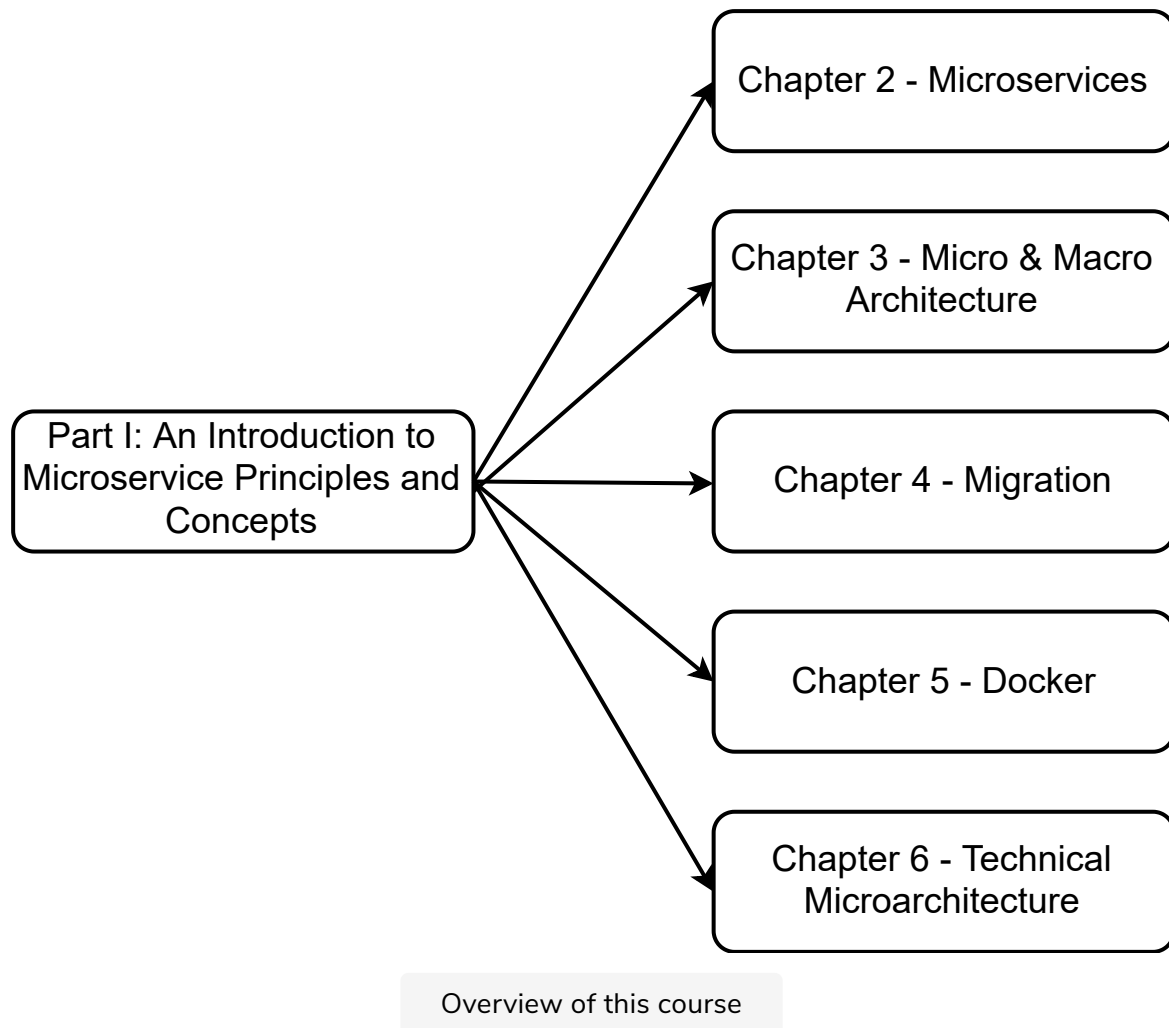 Chapter 2 - Microservices
Chapter 3 - Micro & Macro
Architecture
Part I: An Introduction to
Microservice Principles and
Concepts
Chapter 4 - Migration
Chapter 5 - Docker
Chapter 6 - Technical
Microarchitecture
Overview of this course